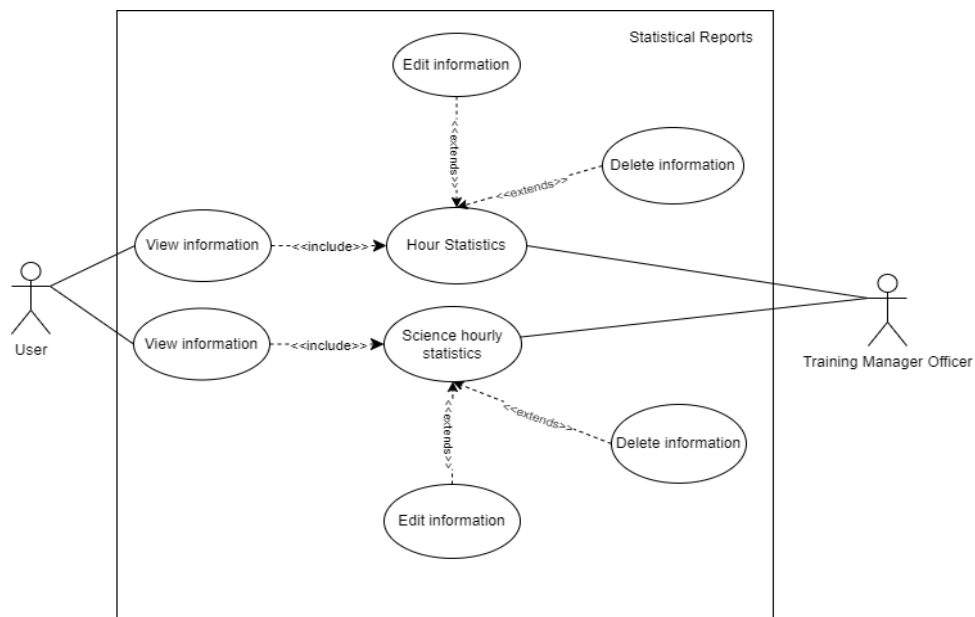 Statistical Reports
Edit information
<<extends>>
Delete information
<<extends>>
View information
<<include>>
Hour Statistics
User
View information
<<include>>
Science hourly
statistics
Training Manager Officer
<<extends>>
<<extends>>
Delete information
Edit information